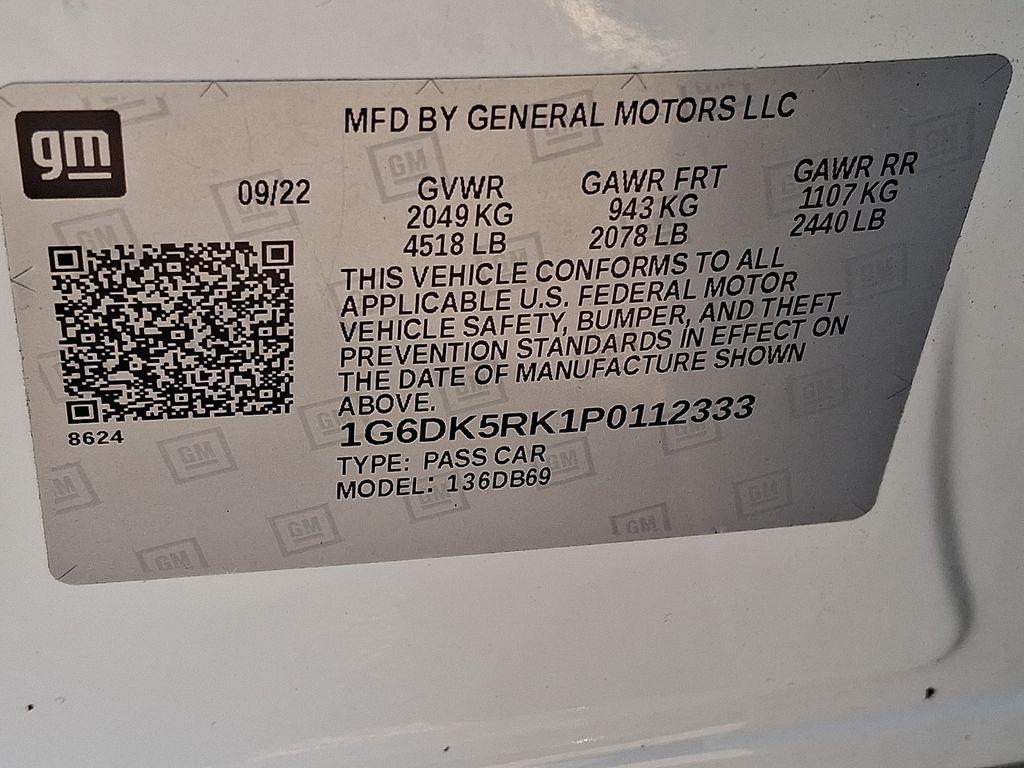 MFD BY GENERAL MOTORS LLC
gm
09/22
GVWR GAWR FRT GAWR RR
2049 KG 943 KG 1107 KG
4518 LB 2078 LB 2440 LB
THIS VEHICLE CONFORMS TO ALL
APPLICABLE U.S. FEDERAL MOTOR
VEHICLE SAFETY, BUMPER, AND THEFT
PREVENTION STANDARDS IN EFFECT ON
THE DATE OF MANUFACTURE SHOWN
ABOVE.
8624
1G6DK5RK1P0112333
TYPE: PASS CAR
MODEL: 136DB69